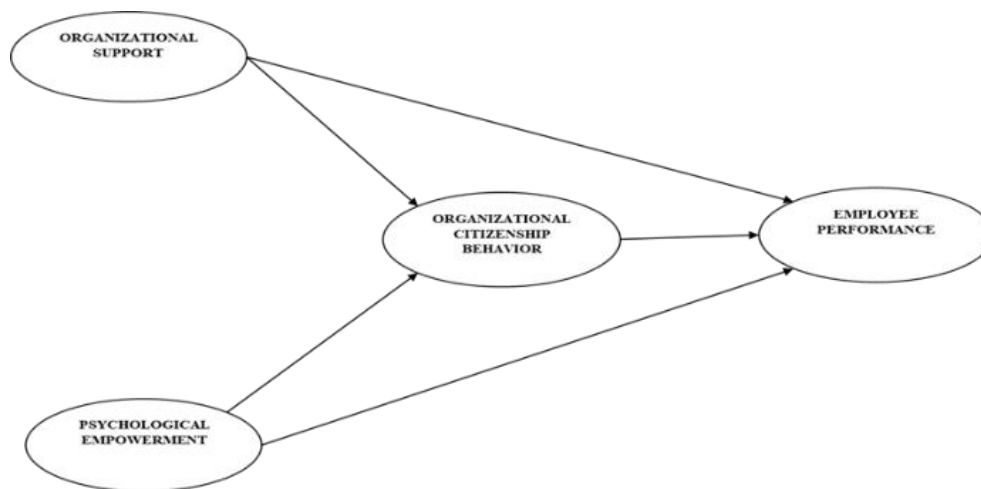 ORGANIZATIONAL
SUPPORT
ORGANIZATIONAL
CITIZENSHIP
BEHAVIOR
EMPLOYEE
PERFORMANCE
PSYCHOLOGICAL
EMPOWERMENT